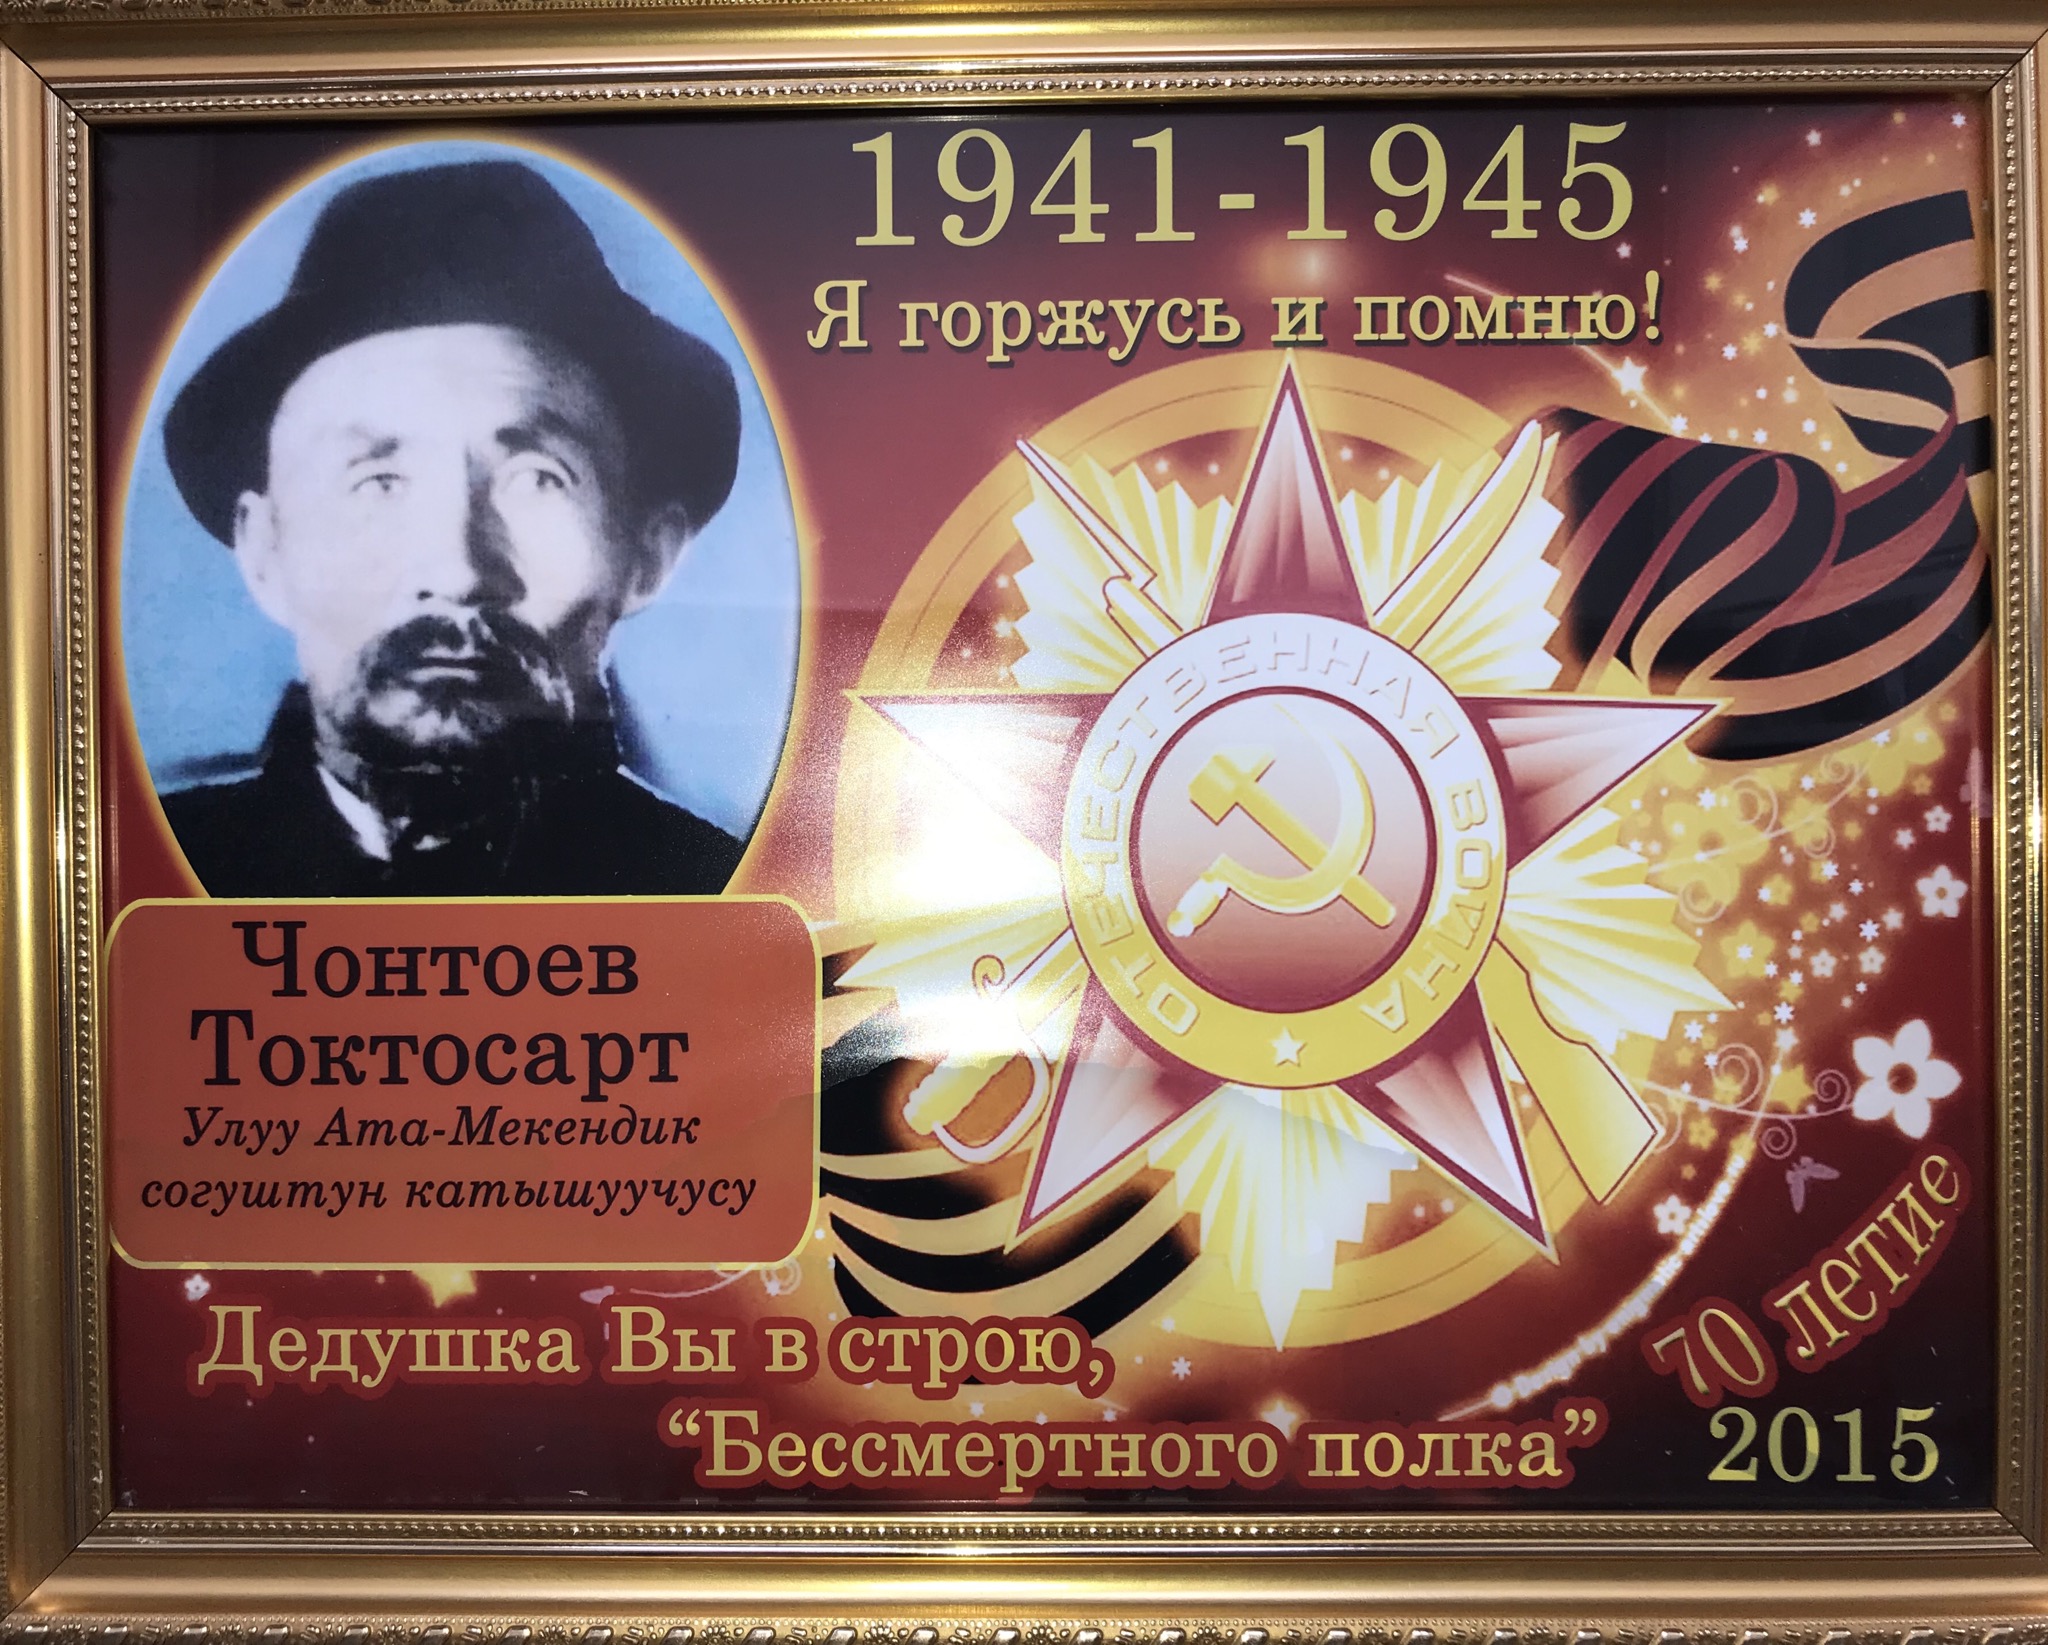 1941-1945
Я горжусь и помню!
ОТЕЧЕСТВЕННАЯ ВОЙНА
Чонтоев
Токтосарт
Улуу Ата-Мекендик
согуштун катышуучусу
Дедушка Вы в строю,
“Бессмертного полка”
70 летие
2015